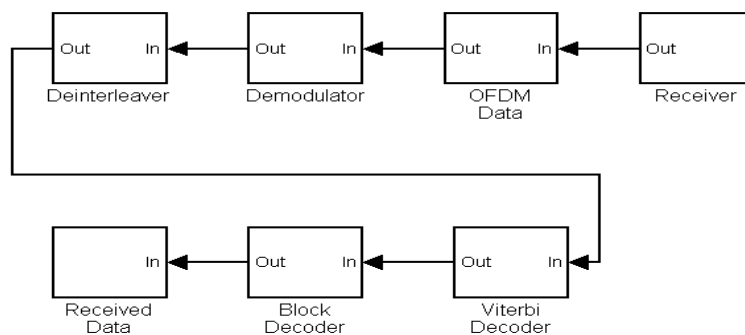 Out In Out In Out In Out
Deinterleaver Demodulator OFDM Data Receiver
In Out In Out In
Received Data Block Decoder Viterbi Decoder